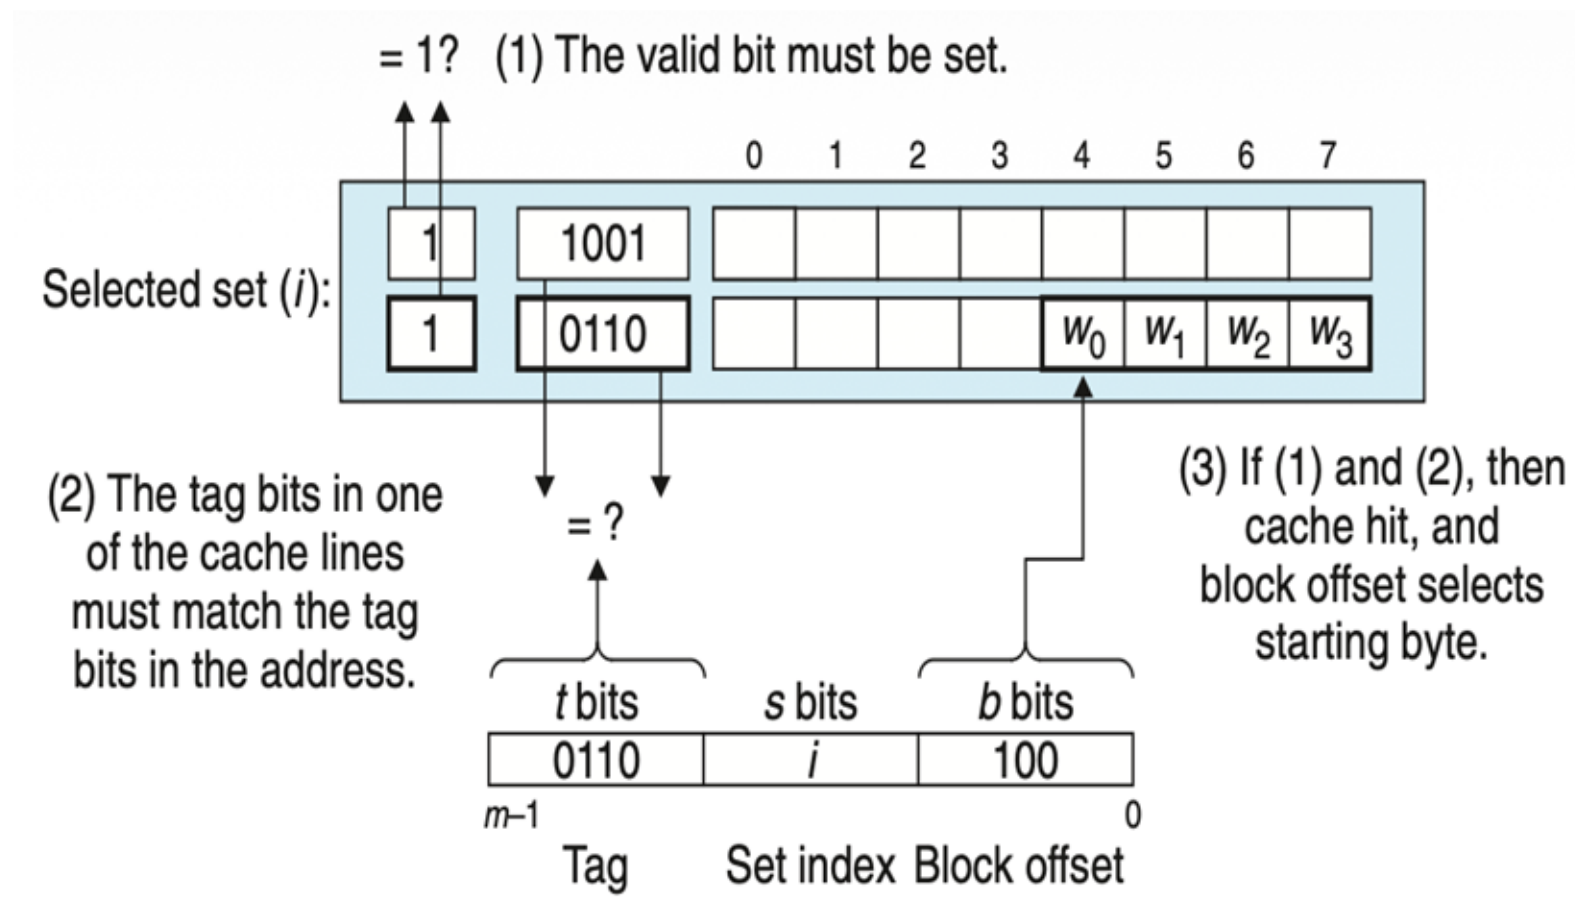 = 1? (1) The valid bit must be set.
0 1 2 3 4 5 6 7
1 1001
Selected set (i):
1 0110 w0 w1 w2 w3
(2) The tag bits in one
of the cache lines
must match the tag
bits in the address.
= ?
(3) If (1) and (2), then
cache hit, and
block offset selects
starting byte.
t bits s bits b bits
0110 i 100
m–1 0
Tag Set index Block offset